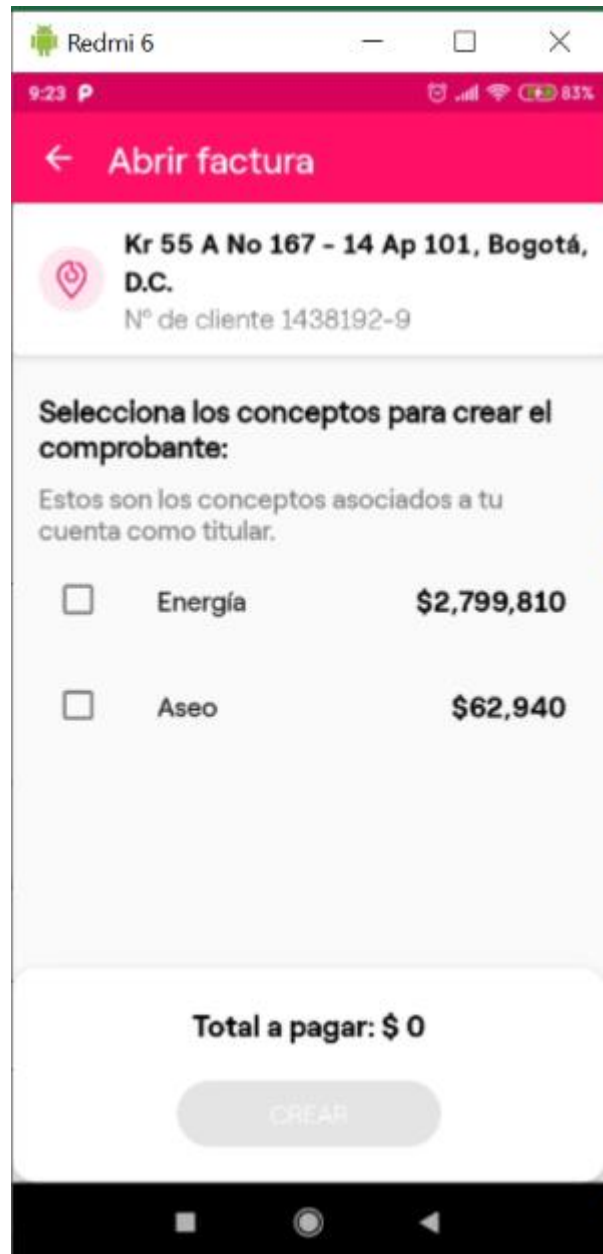 Redmi 6
9:23 P 83%
Abrir factura
Kr 55 A No 167 - 14 Ap 101, Bogotá,
D.C.
N° de cliente 1438192-9
Selecciona los conceptos para crear el
comprobante:
Estos son los conceptos asociados a tu
cuenta como titular.
Energía $2,799,810
Aseo $62,940
Total a pagar: $ 0
CREAR